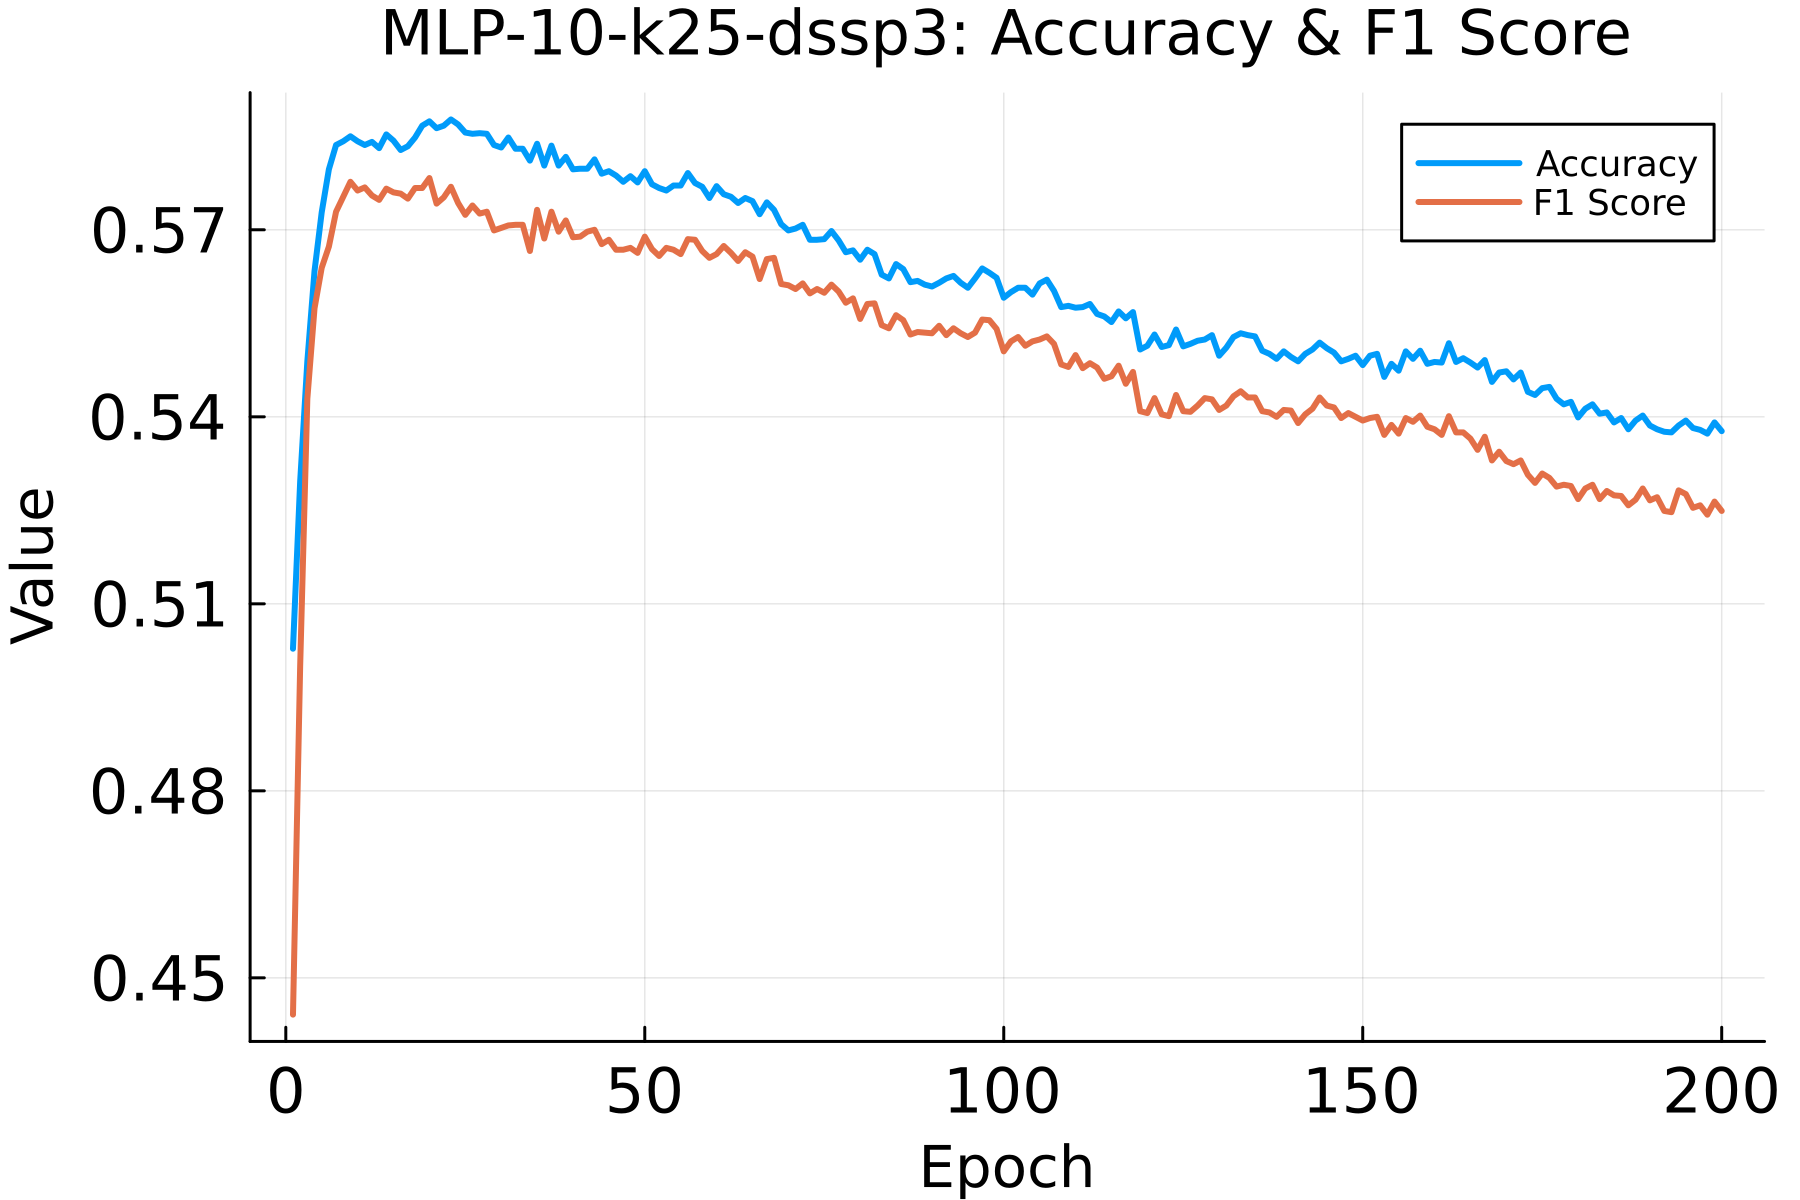 MLP-10-k25-dssp3: Accuracy & F1 Score
Accuracy
F1 Score
0.57
0.54
0.51
0.48
0.45
Value
0 50 100 150 200
Epoch